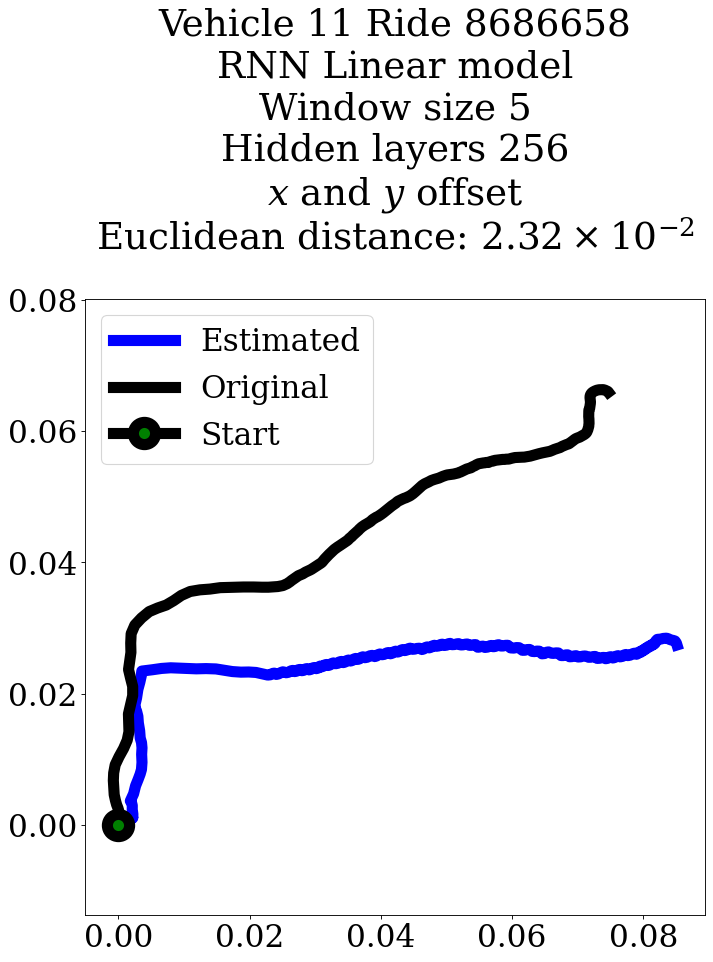 Vehicle 11 Ride 8686658
RNN Linear model
Window size 5
Hidden layers 256
x and y offset
Euclidean distance: 2.32 × 10⁻²
0.08
Estimated
Original
Start
0.06
0.04
0.02
0.00
0.00 0.02 0.04 0.06 0.08